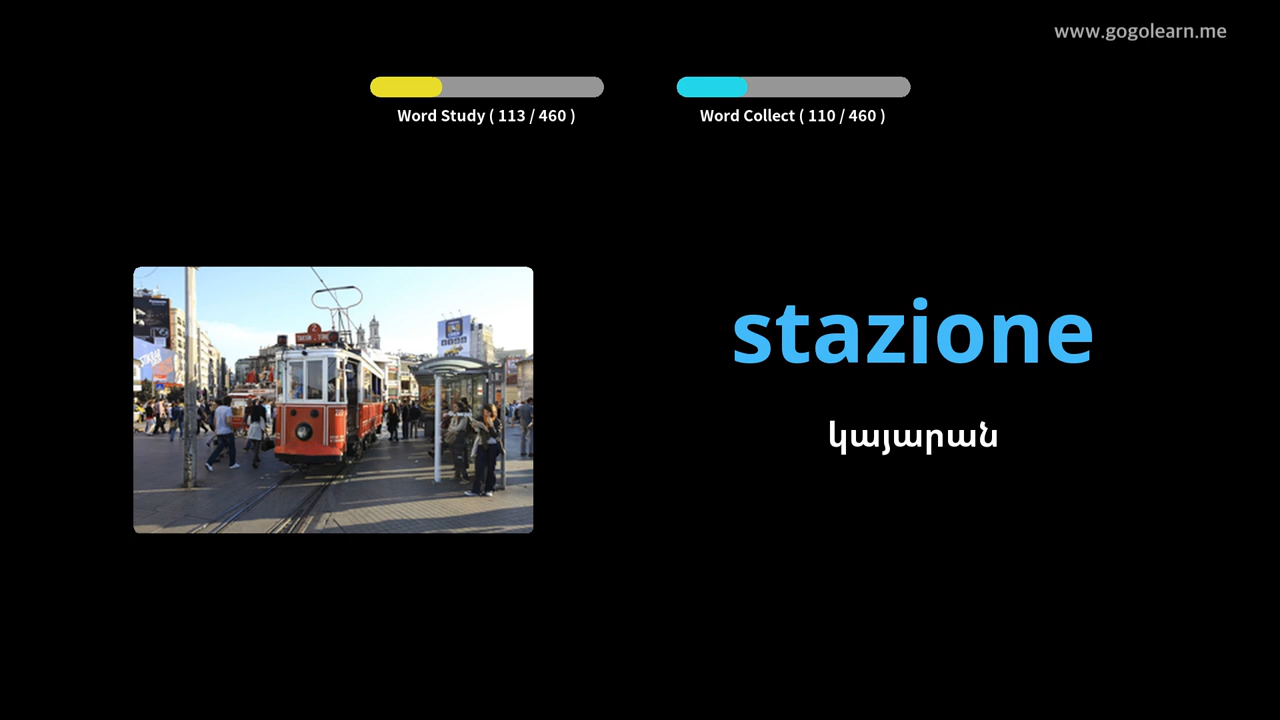 www.gogolearn.me
Word Study ( 113 / 460 )
Word Collect ( 110 / 460 )
stazione
կայարան